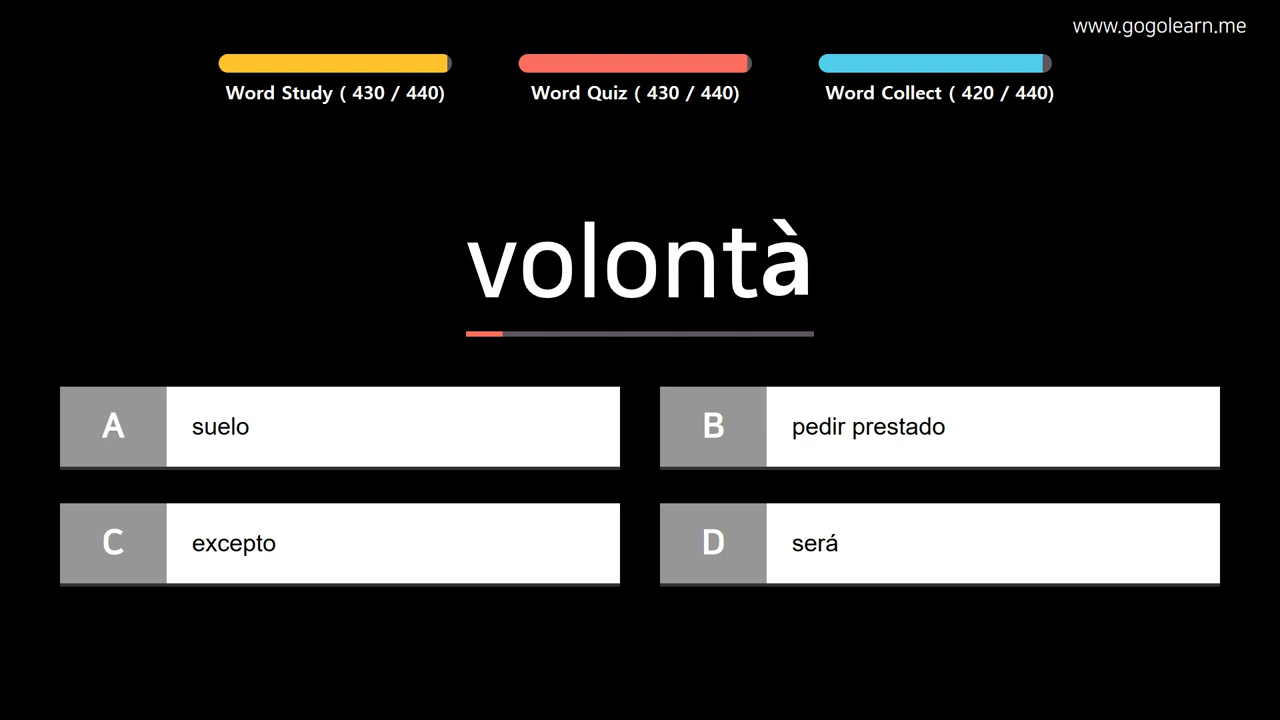 www.gogolearn.me
Word Study ( 430 / 440)
Word Quiz ( 430 / 440)
Word Collect ( 420 / 440)
volontà
A suelo
B pedir prestado
C excepto
D será